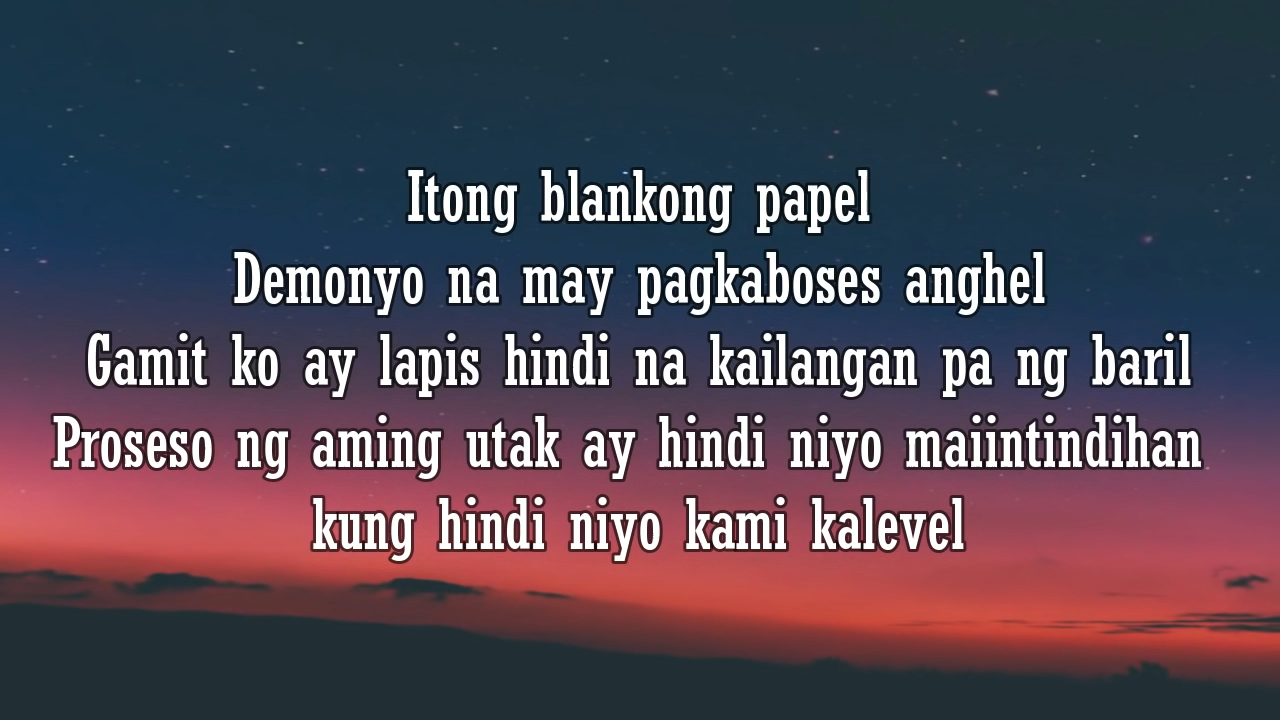 Itong blankong papel
Demonyo na may pagkaboses anghel
Gamit ko ay lapis hindi na kailangan pa ng baril
Proseso ng aming utak ay hindi niyo maiintindihan
kung hindi niyo kami kalevel